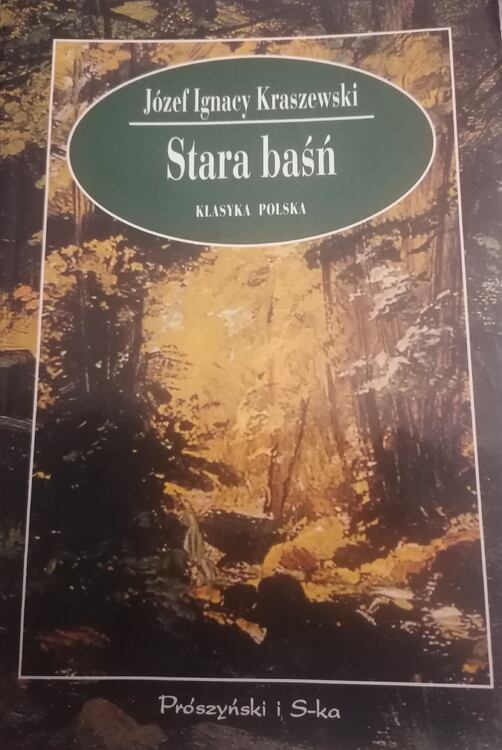 Józef Ignacy Kraszewski
Stara baśń
KLASYKA POLSKA
Prószyński i S-ka